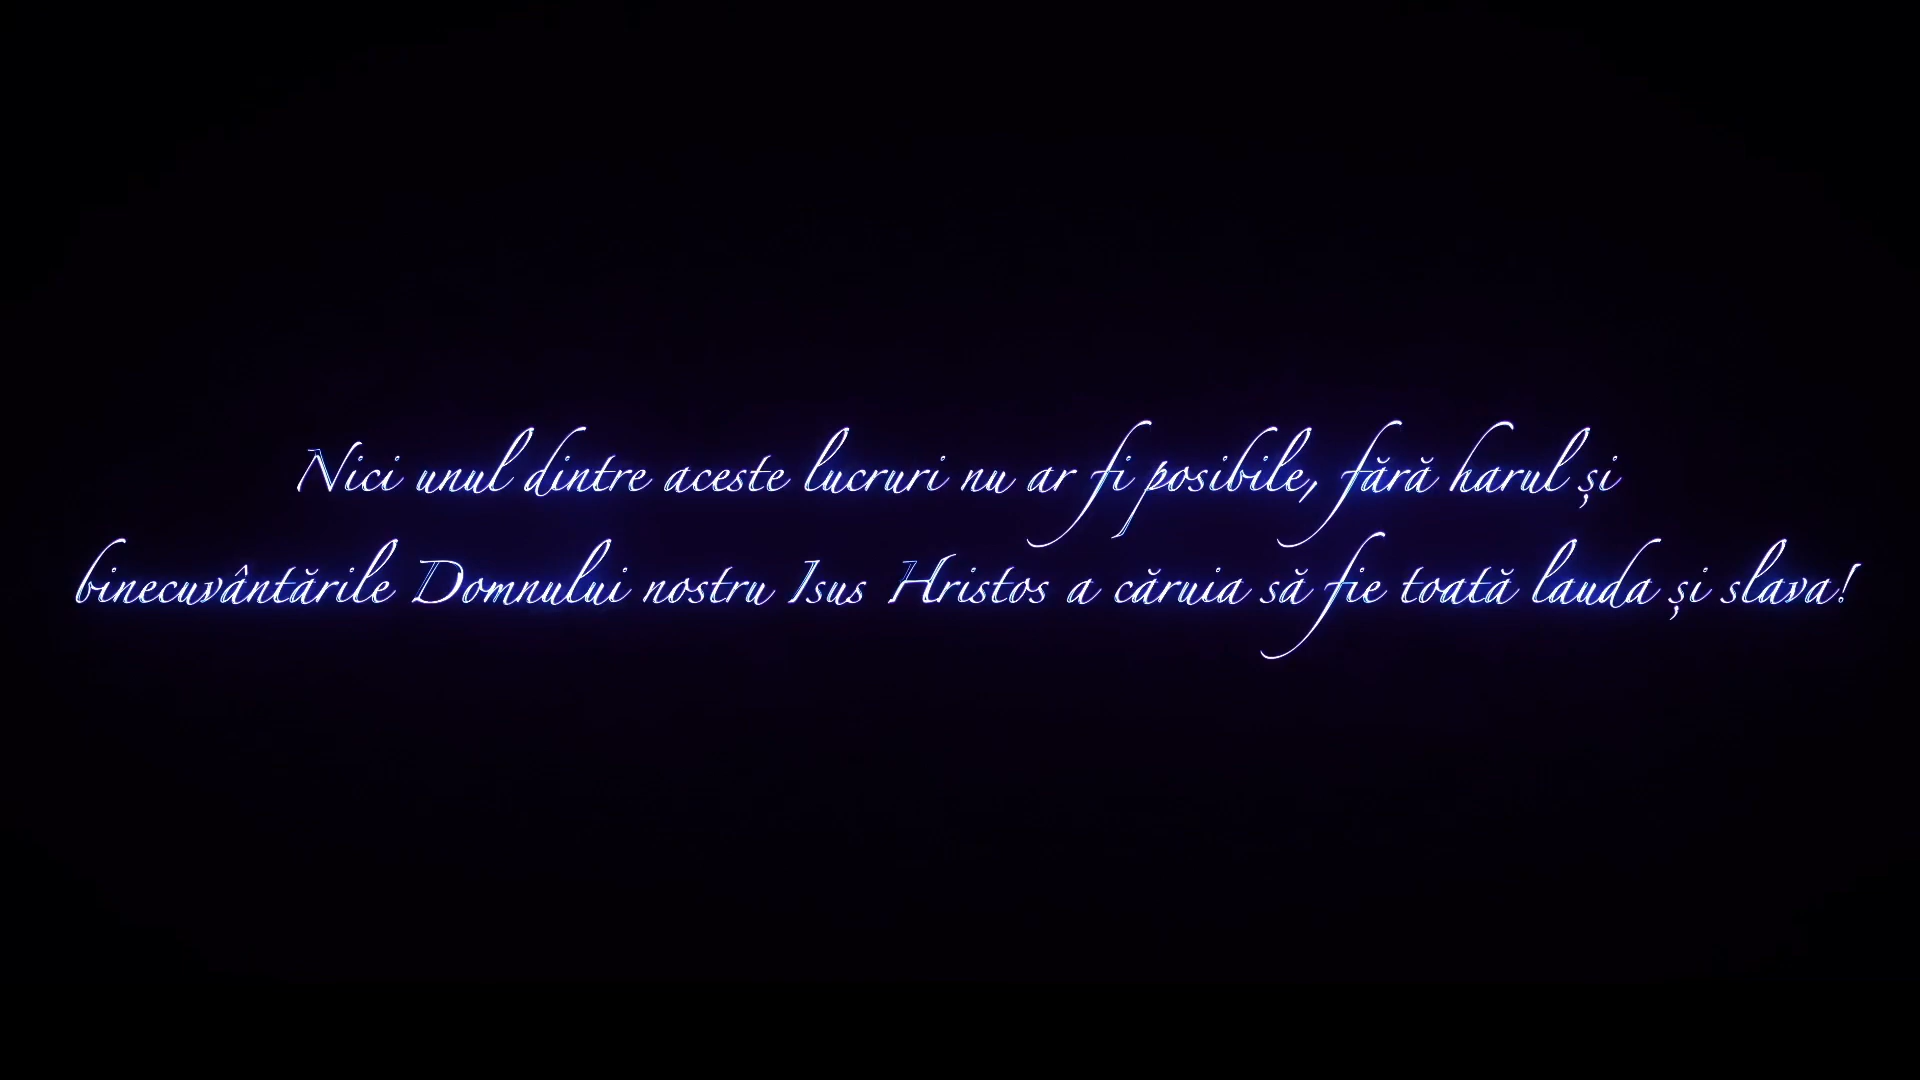 Nici unul dintre aceste lucruri nu ar fi posibile, fără harul și
binecuvântările Domnului nostru Isus Hristos a căruia să fie toată lauda și slava!